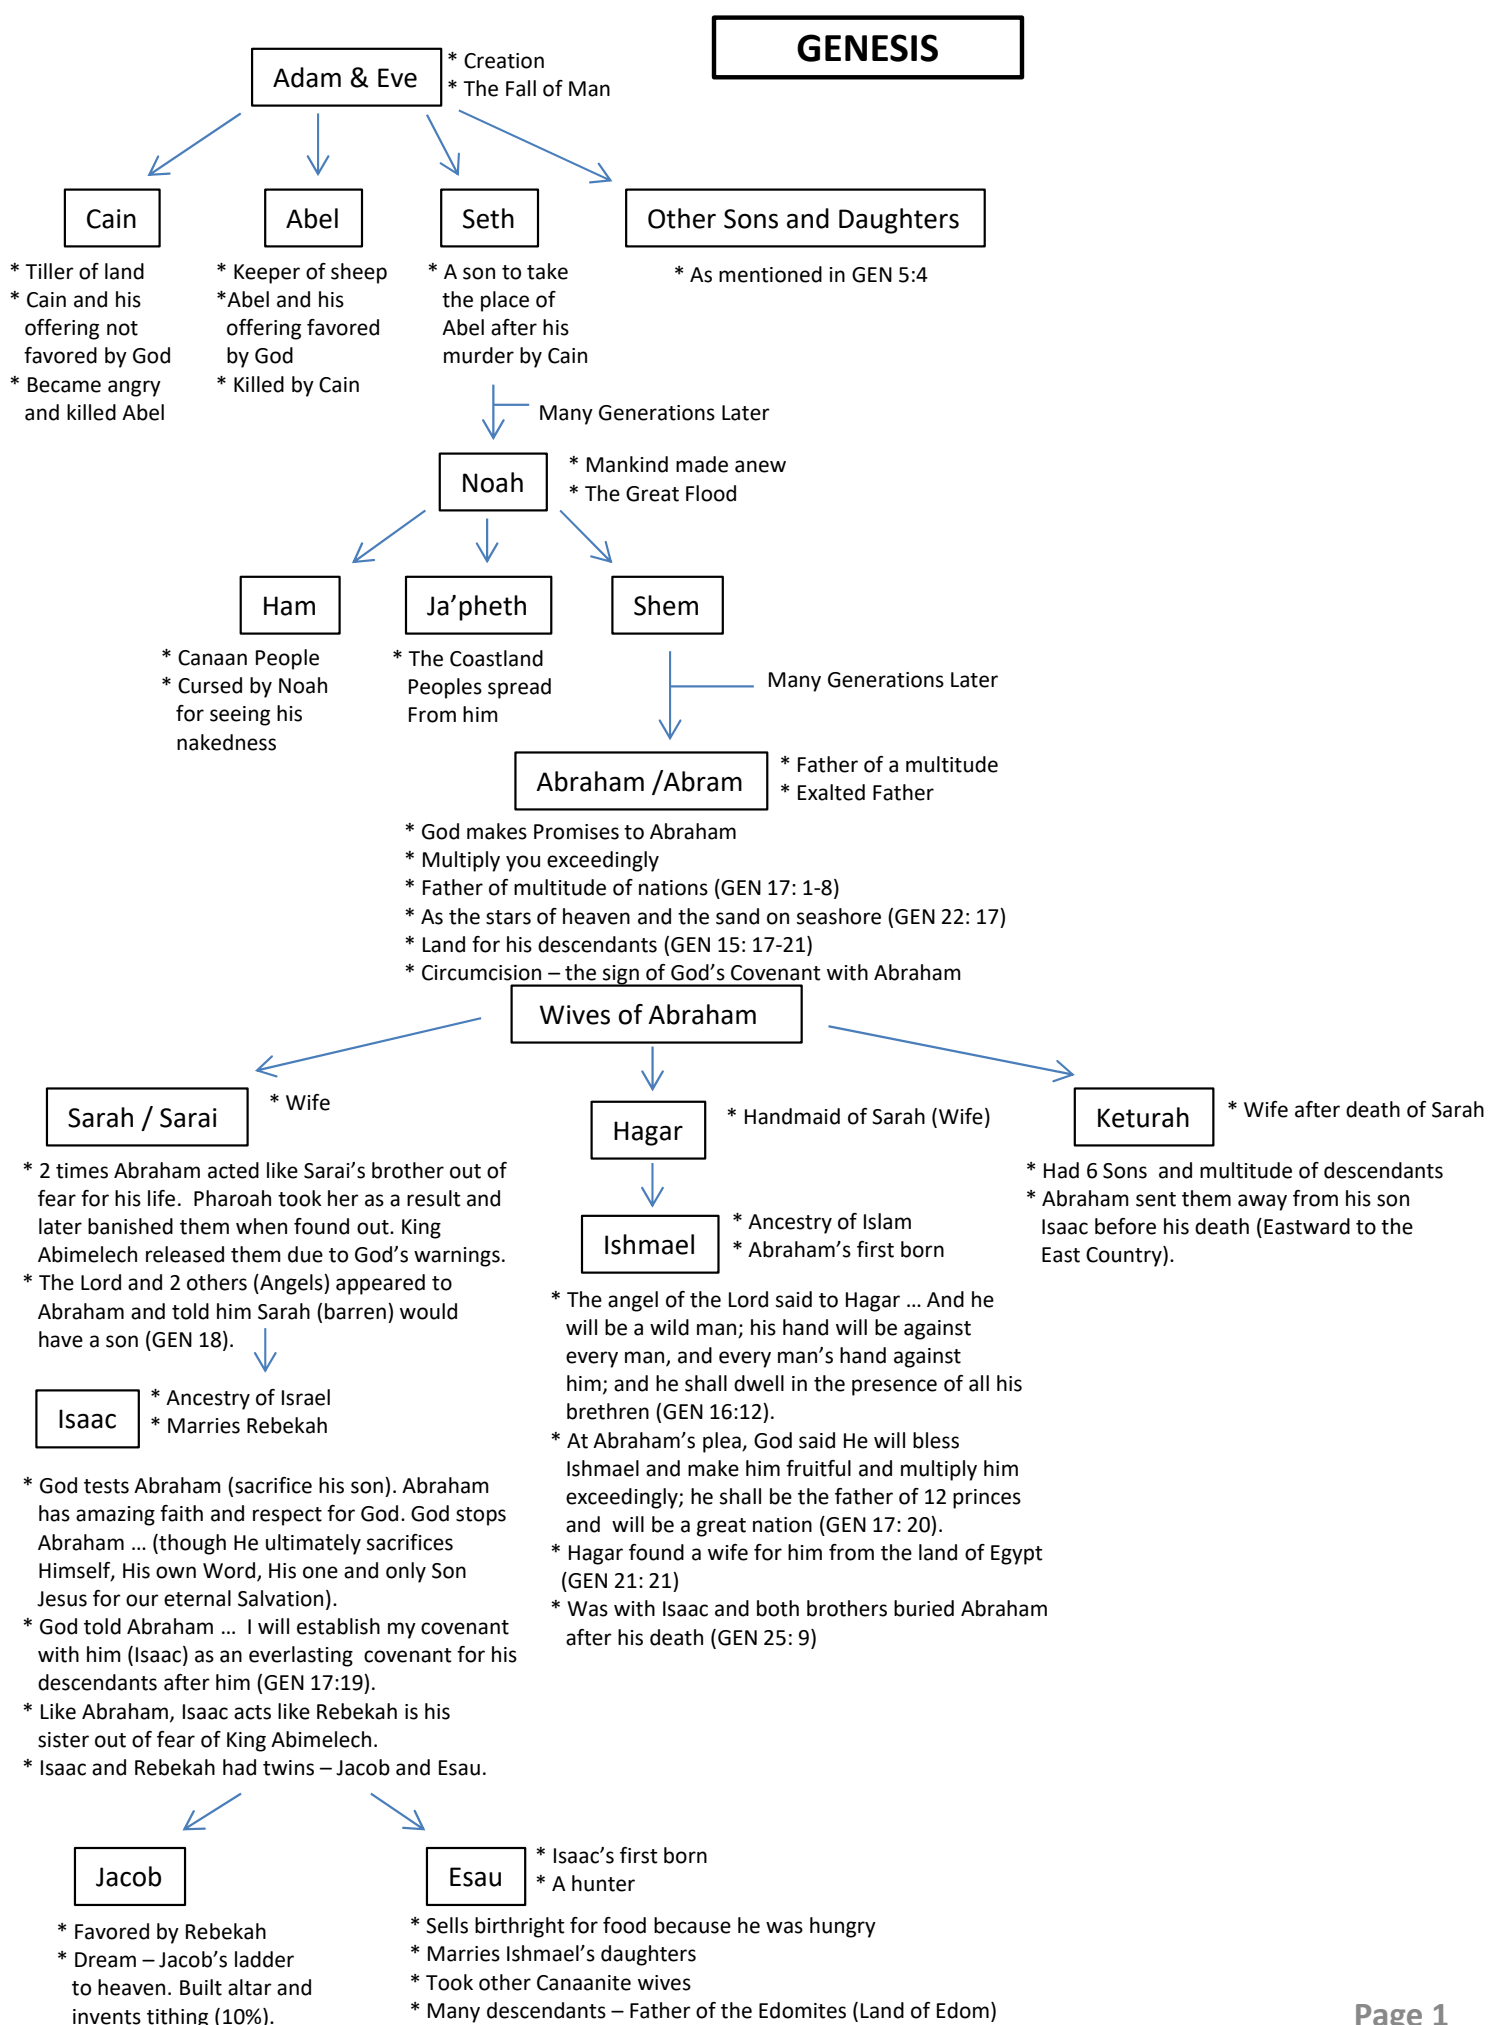 GENESIS
Adam & Eve
* Creation
* The Fall of Man
Cain
Abel
Seth
Other Sons and Daughters
* Tiller of land
* Cain and his
offering not
favored by God
* Became angry
and killed Abel
* Keeper of sheep
*Abel and his
offering favored
by God
* Killed by Cain
* A son to take
the place of
Abel after his
murder by Cain
* As mentioned in GEN 5:4
Many Generations Later
Noah
* Mankind made anew
* The Great Flood
Ham
Ja’pheth
Shem
* Canaan People
* Cursed by Noah
for seeing his
nakedness
* The Coastland
Peoples spread
From him
Many Generations Later
Abraham /Abram
* Father of a multitude
* Exalted Father
* God makes Promises to Abraham
* Multiply you exceedingly
* Father of multitude of nations (GEN 17: 1-8)
* As the stars of heaven and the sand on seashore (GEN 22: 17)
* Land for his descendants (GEN 15: 17-21)
* Circumcision – the sign of God’s Covenant with Abraham
Wives of Abraham
Sarah / Sarai
* Wife
* 2 times Abraham acted like Sarai’s brother out of
fear for his life. Pharoah took her as a result and
later banished them when found out. King
Abimelech released them due to God’s warnings.
* The Lord and 2 others (Angels) appeared to
Abraham and told him Sarah (barren) would
have a son (GEN 18).
Hagar
* Handmaid of Sarah (Wife)
Keturah
* Wife after death of Sarah
* Had 6 Sons and multitude of descendants
* Abraham sent them away from his son
Isaac before his death (Eastward to the
East Country).
Ishmael
* Ancestry of Islam
* Abraham’s first born
* The angel of the Lord said to Hagar … And he
will be a wild man; his hand will be against
every man, and every man’s hand against
him; and he shall dwell in the presence of all his
brethren (GEN 16:12).
* At Abraham’s plea, God said He will bless
Ishmael and make him fruitful and multiply him
exceedingly; he shall be the father of 12 princes
and will be a great nation (GEN 17: 20).
* Hagar found a wife for him from the land of Egypt
(GEN 21: 21)
* Was with Isaac and both brothers buried Abraham
after his death (GEN 25: 9)
Isaac
* Ancestry of Israel
* Marries Rebekah
* God tests Abraham (sacrifice his son). Abraham
has amazing faith and respect for God. God stops
Abraham … (though He ultimately sacrifices
Himself, His own Word, His one and only Son
Jesus for our eternal Salvation).
* God told Abraham … I will establish my covenant
with him (Isaac) as an everlasting covenant for his
descendants after him (GEN 17:19).
* Like Abraham, Isaac acts like Rebekah is his
sister out of fear of King Abimelech.
* Isaac and Rebekah had twins – Jacob and Esau.
Jacob
* Favored by Rebekah
* Dream – Jacob’s ladder
to heaven. Built altar and
invents tithing (10%).
Esau
* Isaac’s first born
* A hunter
* Sells birthright for food because he was hungry
* Marries Ishmael’s daughters
* Took other Canaanite wives
* Many descendants – Father of the Edomites (Land of Edom)
Page 1